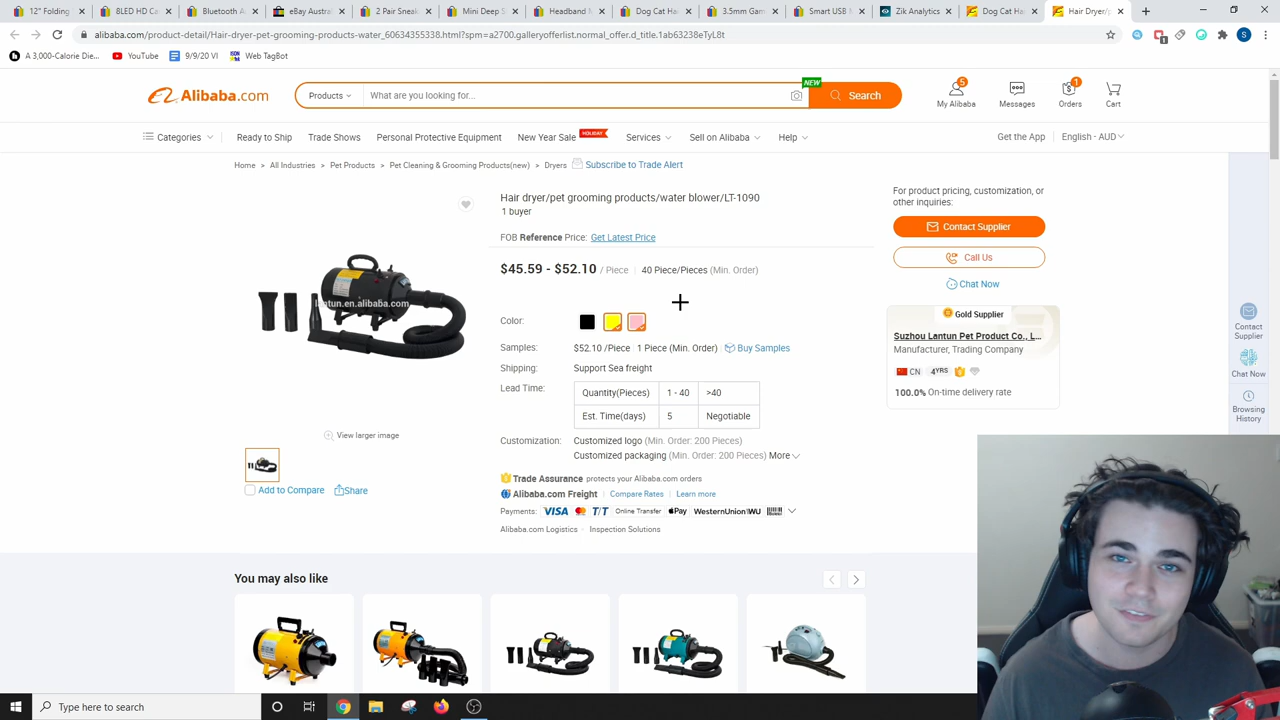 12" Folding
8LED HD Ca
Bluetooth A
eBay Austral
2 Pair Sneak
Mini Deep S
Headband M
Dog Cat Hai
3.5mm Gam
Smart USB M
Zik Analytics
Dog Cat Hai
Hair Dryer/p
alibaba.com/product-detail/Hair-dryer-pet-grooming-products-water_60634355338.html?spm=a2700.galleryofferlist.normal_offer.d_title.1ab63238eTyL8t
A 3,000-Calorie Die...
YouTube
9/9/20 VI
Web TagBot
Alibaba.com
Products
What are you looking for...
NEW
Search
5
My Alibaba
Messages
1
Orders
Cart
Categories
Ready to Ship
Trade Shows
Personal Protective Equipment
New Year Sale
HOLIDAY
Services
Sell on Alibaba
Help
Get the App
English - AUD
Home > All Industries > Pet Products > Pet Cleaning & Grooming Products(new) > Dryers
Subscribe to Trade Alert
Hair dryer/pet grooming products/water blower/LT-1090
1 buyer
FOB Reference Price: Get Latest Price
$45.59 - $52.10 / Piece
40 Piece/Pieces (Min. Order)
Color:
Samples: $52.10 /Piece 1 Piece (Min. Order) Buy Samples
Shipping: Support Sea freight
Lead Time:
Quantity(Pieces) 1 - 40 >40
Est. Time(days) 5 Negotiable
Customization: Customized logo (Min. Order: 200 Pieces)
Customized packaging (Min. Order: 200 Pieces) More
Trade Assurance protects your Alibaba.com orders
Alibaba.com Freight Compare Rates Learn more
Payments: VISA T/T Online Transfer Pay WesternUnion WU
Alibaba.com Logistics · Inspection Solutions
lantun.en.alibaba.com
View larger image
Add to Compare
Share
For product pricing, customization, or
other inquiries:
Contact Supplier
Call Us
Chat Now
Gold Supplier
Suzhou Lantun Pet Product Co., L...
Manufacturer, Trading Company
CN 4YRS
100.0% On-time delivery rate
Contact
Supplier
Chat Now
Browsing
History
You may also like
Type here to search